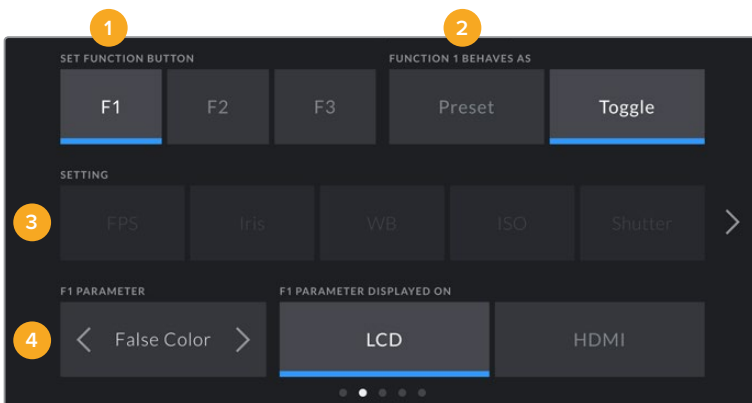 1 2
SET FUNCTION BUTTON FUNCTION 1 BEHAVES AS
F1 F2 F3 Preset Toggle
SETTING
3 FPS Iris WB ISO Shutter
F1 PARAMETER F1 PARAMETER DISPLAYED ON
4 False Color LCD HDMI